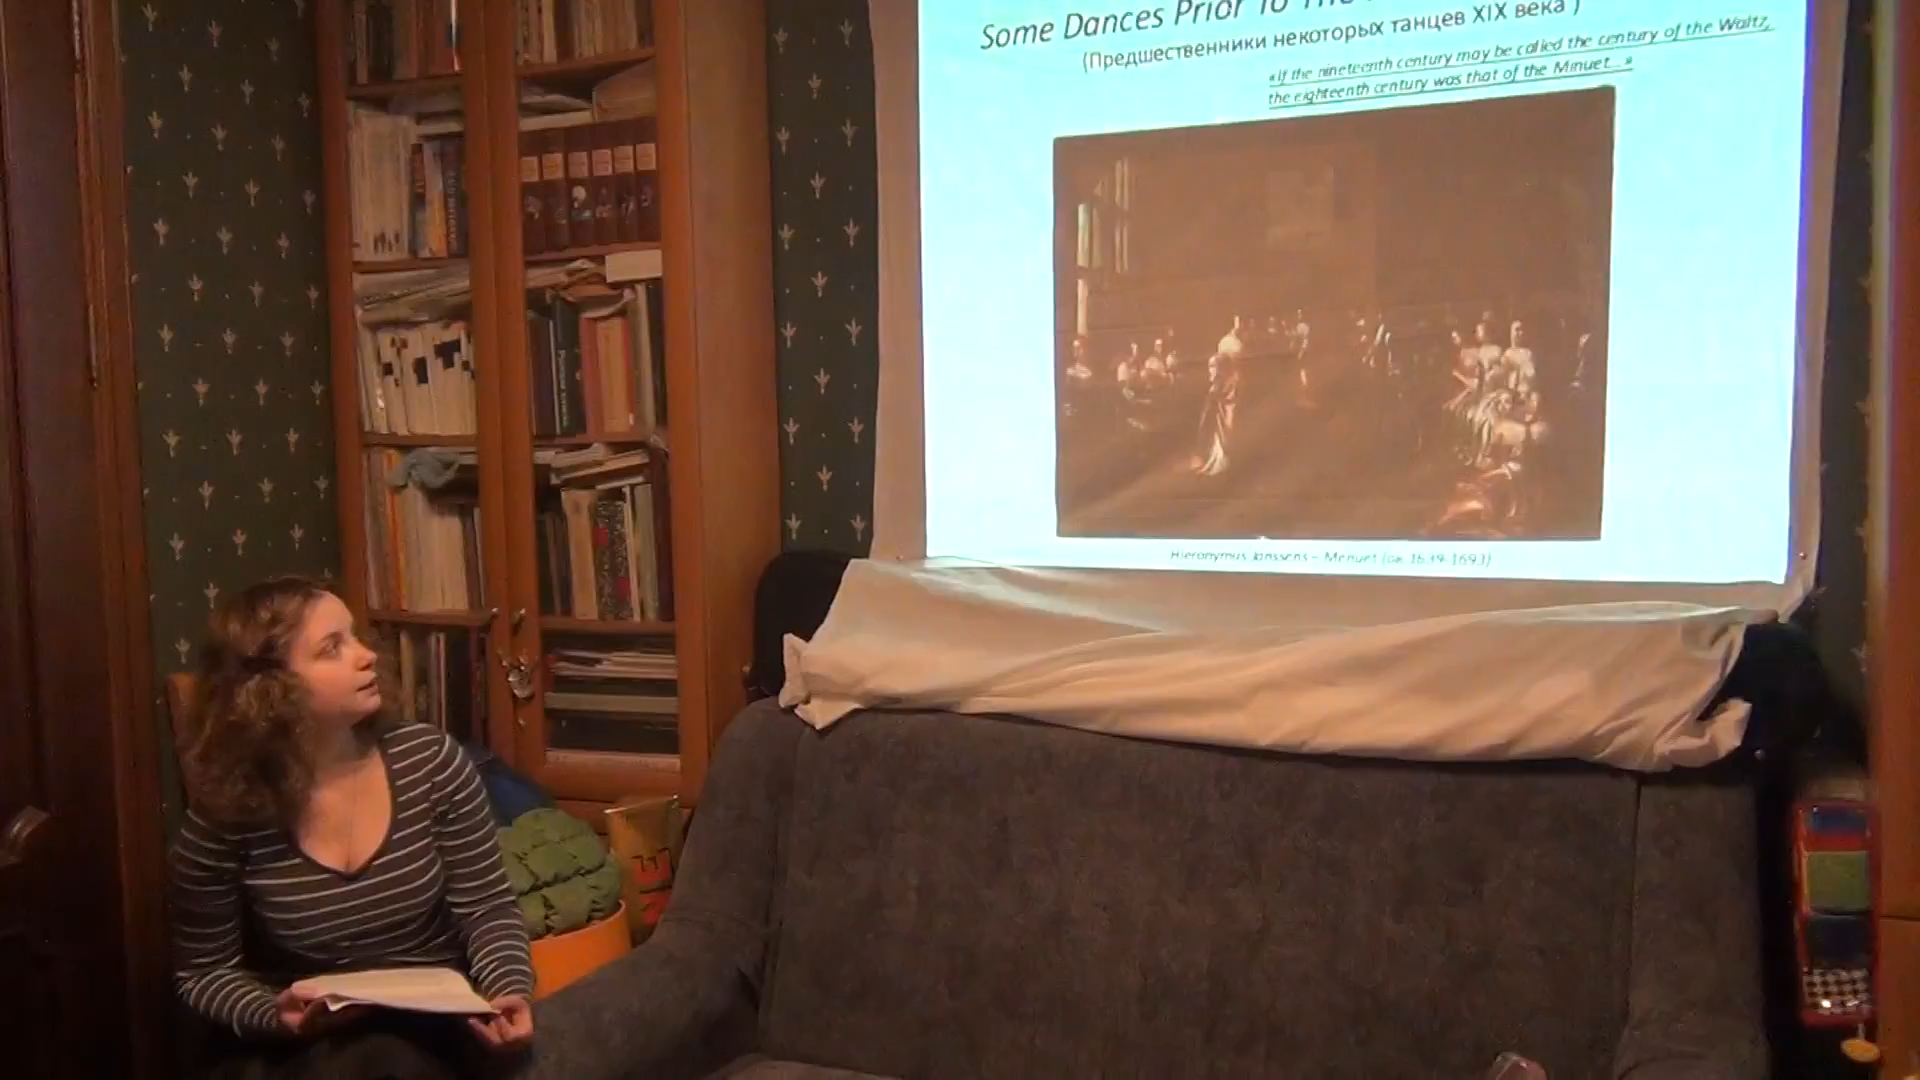 Some Dances Prior To The
(Предшественники некоторых танцев XIX века )
«If the nineteenth century may be called the century of the Waltz,
the eighteenth century was that of the Minuet...»
Hieronymus Janssens – Menuet (ок. 1639-1693)